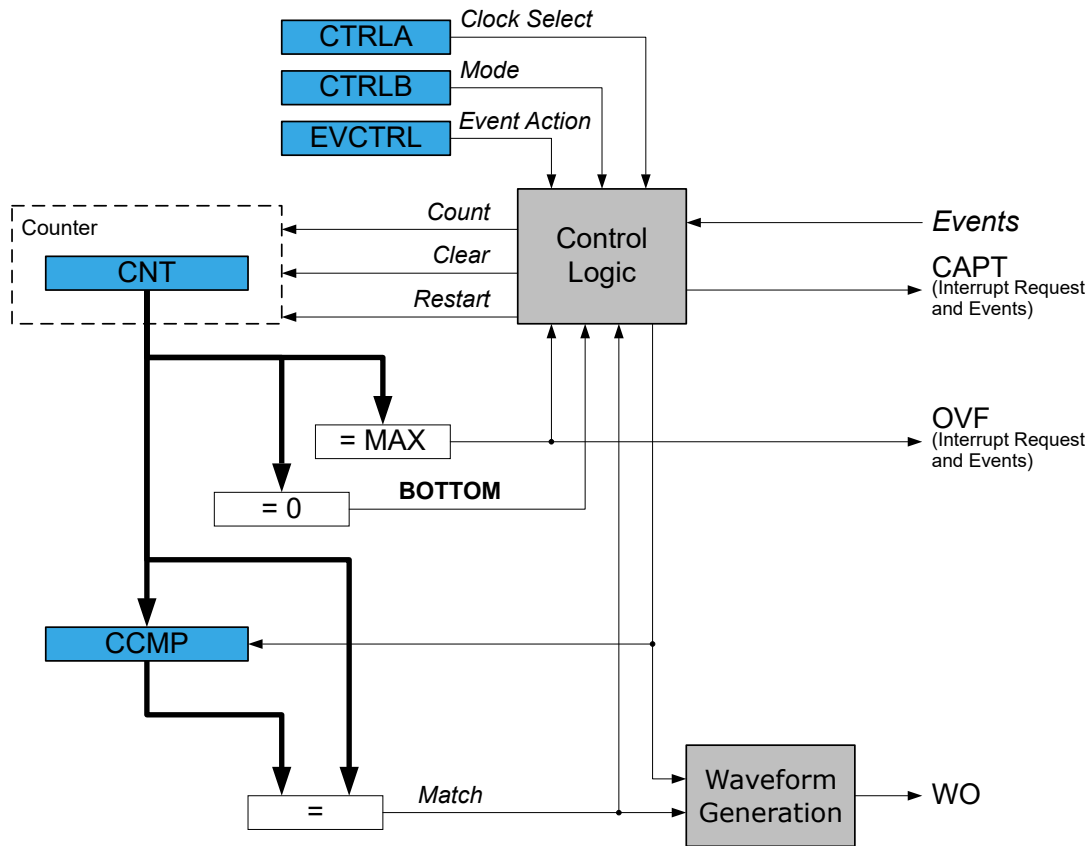 CTRLA
Clock Select
CTRLB
Mode
EVCTRL
Event Action
Counter
CNT
Count
Clear
Restart
Control
Logic
Events
CAPT
(Interrupt Request
and Events)
= MAX
OVF
(Interrupt Request
and Events)
= 0
BOTTOM
CCMP
=
Match
Waveform
Generation
WO